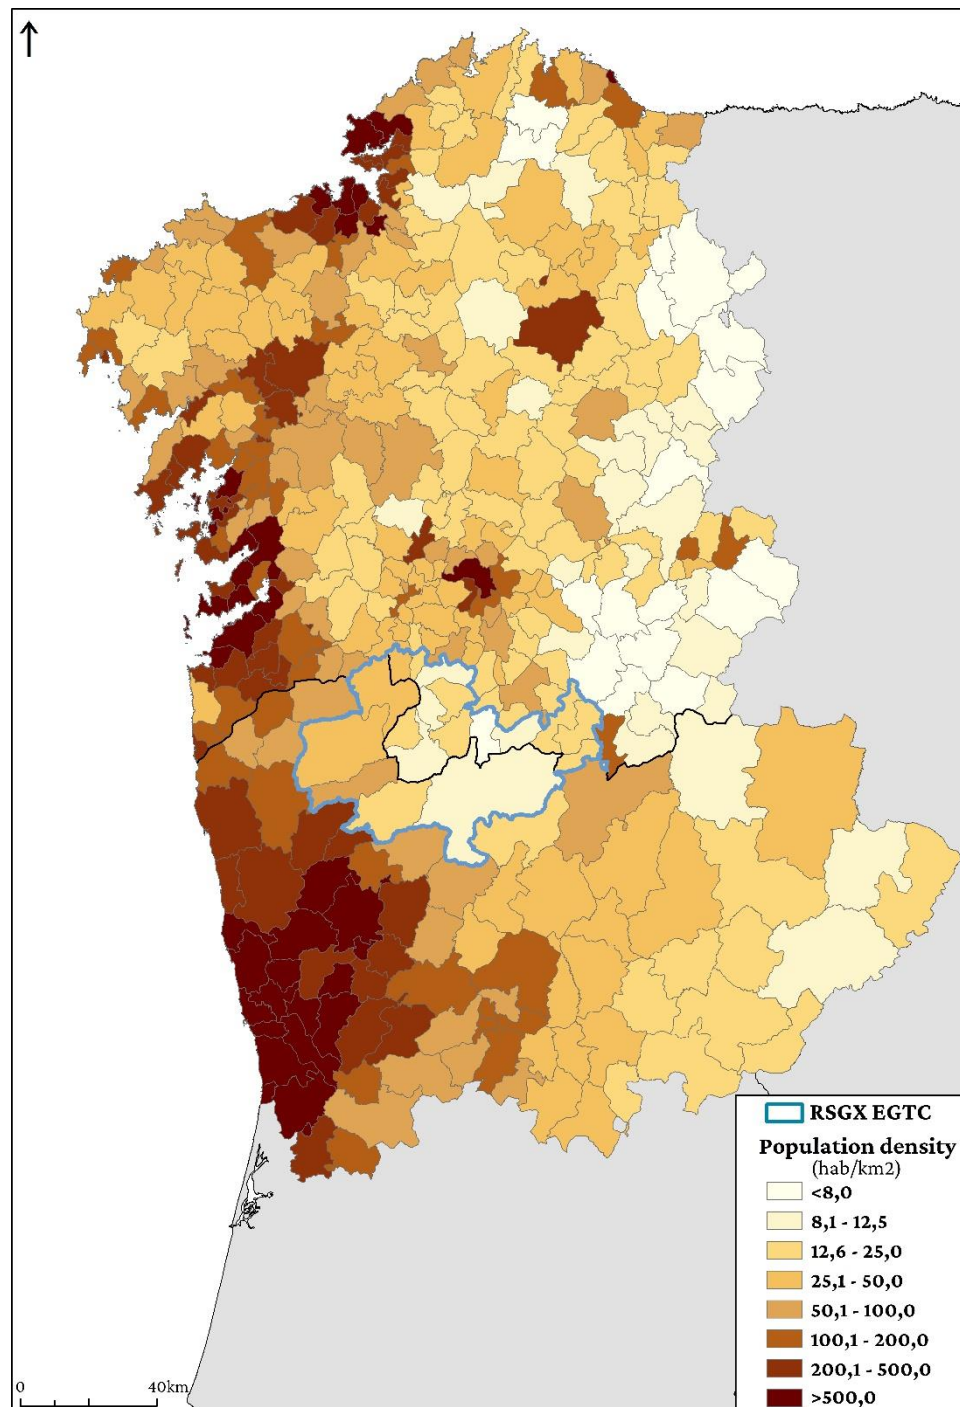 RSGX EGTC
Population density
(hab/km2)
<8,0
8,1 - 12,5
12,6 - 25,0
25,1 - 50,0
50,1 - 100,0
100,1 - 200,0
200,1 - 500,0
>500,0
0 40km